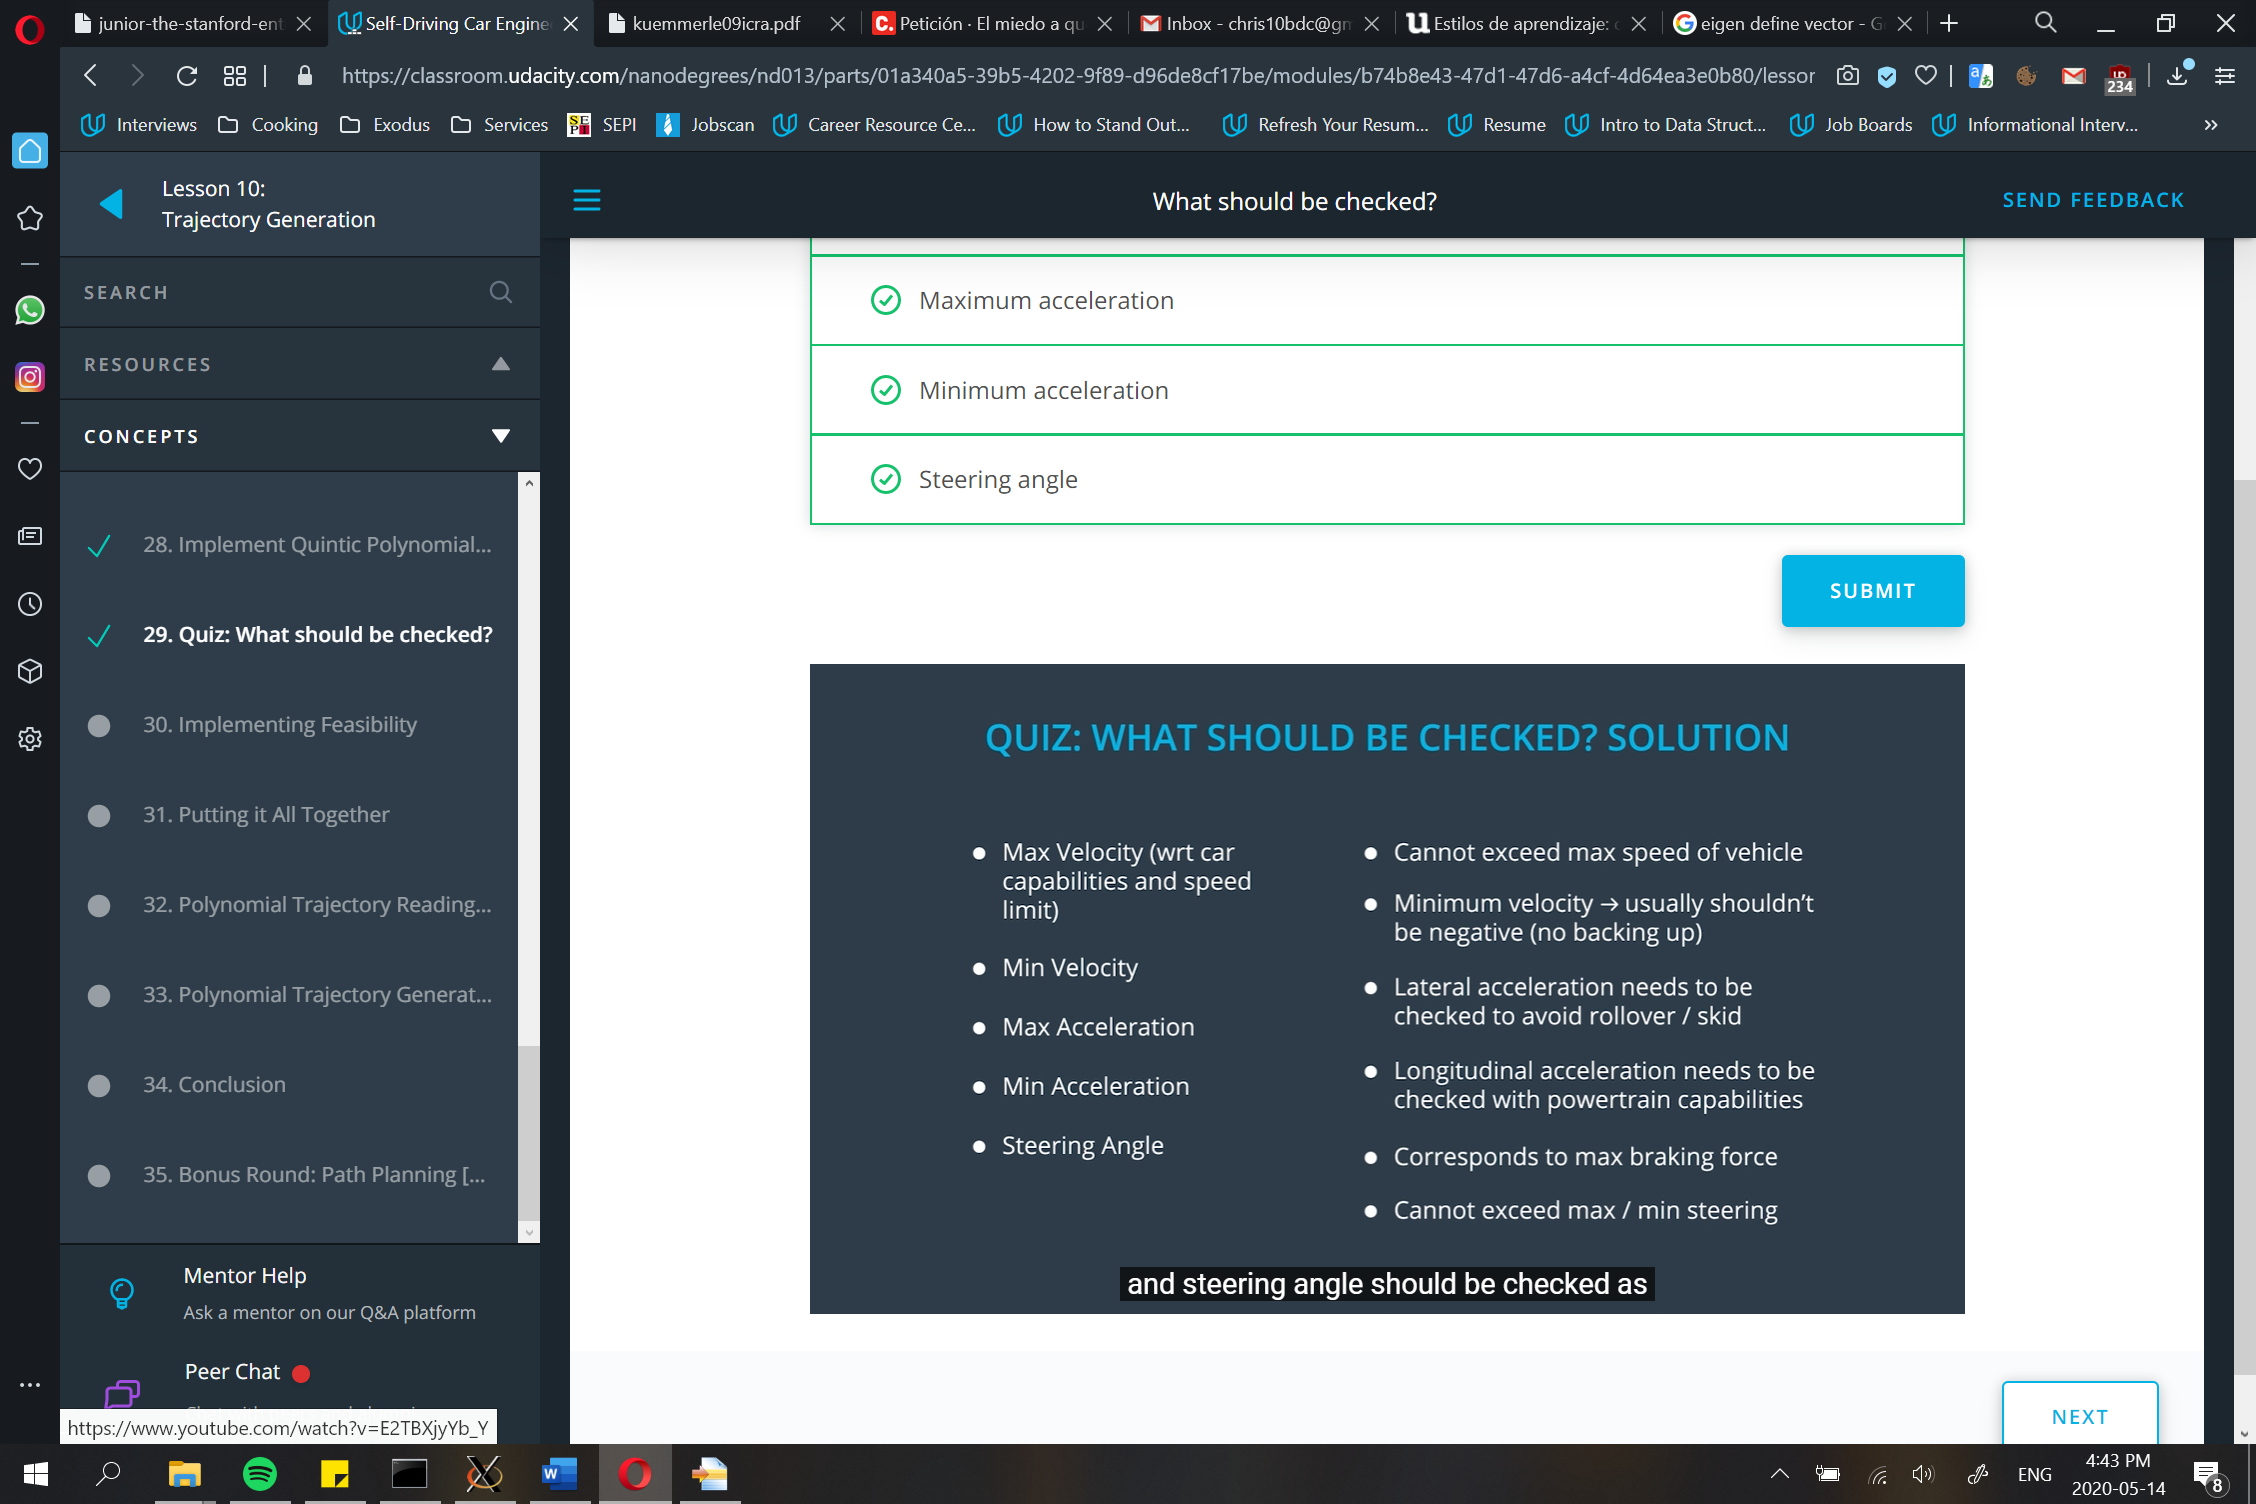 junior-the-stanford-ent
Self-Driving Car Engine
kuemmerle09icra.pdf
Petición · El miedo a qu
Inbox - chris10bdc@gm
Estilos de aprendizaje:
eigen define vector - G
https://classroom.udacity.com/nanodegrees/nd013/parts/01a340a5-39b5-4202-9f89-d96de8cf17be/modules/b74b8e43-47d1-47d6-a4cf-4d64ea3e0b80/lessor
234
Interviews
Cooking
Exodus
Services
SEPI
Jobscan
Career Resource Ce...
How to Stand Out...
Refresh Your Resum...
Resume
Intro to Data Struct...
Job Boards
Informational Interv...
Lesson 10:
Trajectory Generation
What should be checked?
SEND FEEDBACK
SEARCH
RESOURCES
CONCEPTS
28. Implement Quintic Polynomial...
29. Quiz: What should be checked?
30. Implementing Feasibility
31. Putting it All Together
32. Polynomial Trajectory Reading...
33. Polynomial Trajectory Generat...
34. Conclusion
35. Bonus Round: Path Planning [...
Mentor Help
Ask a mentor on our Q&A platform
Peer Chat
https://www.youtube.com/watch?v=E2TBXjyYb_Y
Maximum acceleration
Minimum acceleration
Steering angle
SUBMIT
QUIZ: WHAT SHOULD BE CHECKED? SOLUTION
Max Velocity (wrt car
capabilities and speed
limit)
Min Velocity
Max Acceleration
Min Acceleration
Steering Angle
Cannot exceed max speed of vehicle
Minimum velocity → usually shouldn't
be negative (no backing up)
Lateral acceleration needs to be
checked to avoid rollover / skid
Longitudinal acceleration needs to be
checked with powertrain capabilities
Corresponds to max braking force
Cannot exceed max / min steering
and steering angle should be checked as
NEXT
ENG
4:43 PM
2020-05-14
8